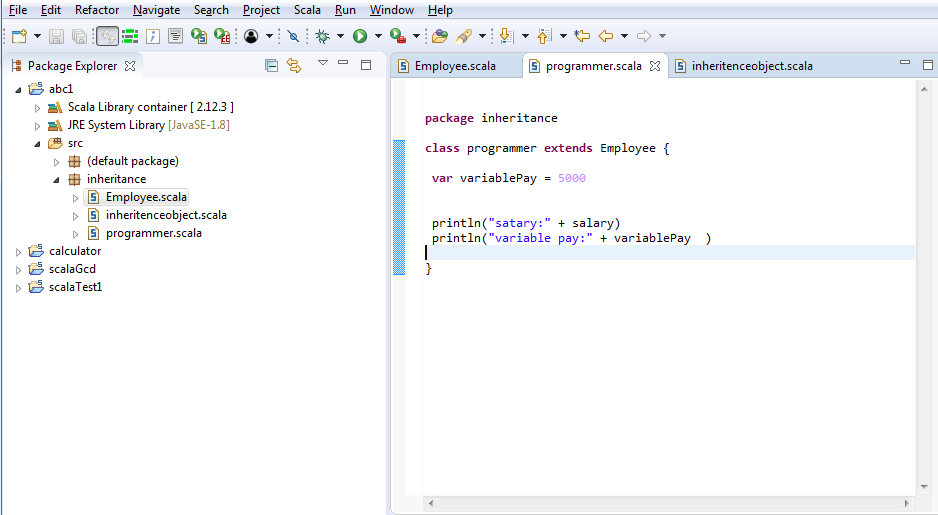 File Edit Refactor Navigate Search Project Scala Run Window Help
Package Explorer
abc1
Scala Library container [ 2.12.3 ]
JRE System Library [JavaSE-1.8]
src
(default package)
inheritance
Employee.scala
inheritenceobject.scala
programmer.scala
calculator
scalaGcd
scalaTest1
Employee.scala programmer.scala inheritenceobject.scala
package inheritance
class programmer extends Employee {
var variablePay = 5000
println("satary:" + salary)
println("variable pay:" + variablePay  )
}